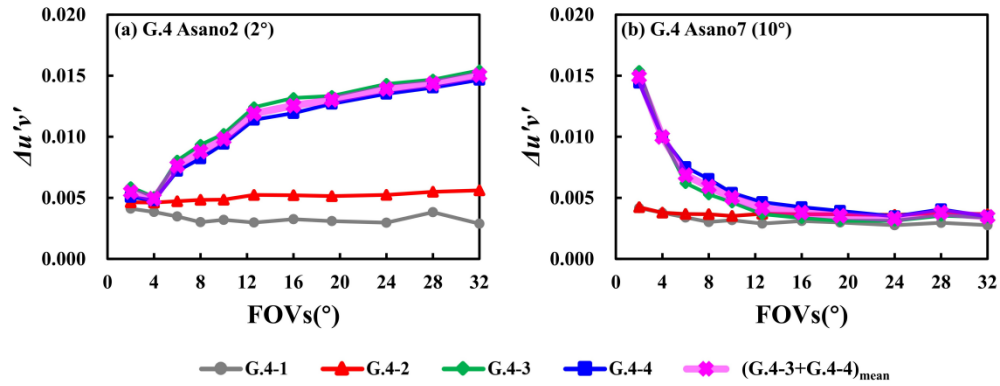 (a) G.4 Asano2 (2°)
Δu'v'
0.020
0.015
0.010
0.005
0.000
0 4 8 12 16 20 24 28 32
FOVs(°)
(b) G.4 Asano7 (10°)
Δu'v'
0.020
0.015
0.010
0.005
0.000
0 4 8 12 16 20 24 28 32
FOVs(°)
G.4-1 G.4-2 G.4-3 G.4-4 (G.4-3+G.4-4)mean